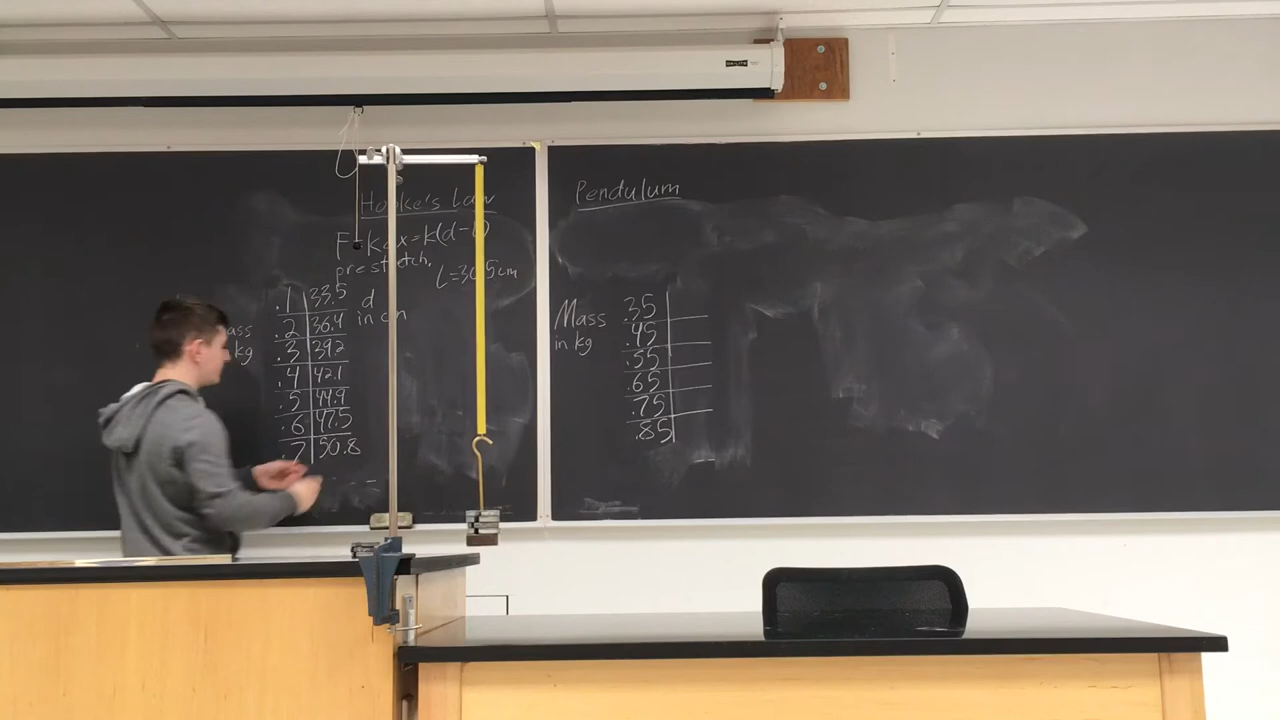 DA-LITE
Hooke's Law
F=kΔx=k(d-L)
prestretch,
L=30.5cm
.1 33.5 d
.2 36.4 in cm
.3 39.2
.4 42.1
.5 44.9
.6 47.5
.7 50.8
Pendulum
Mass
in kg
.35
.45
.55
.65
.75
.85